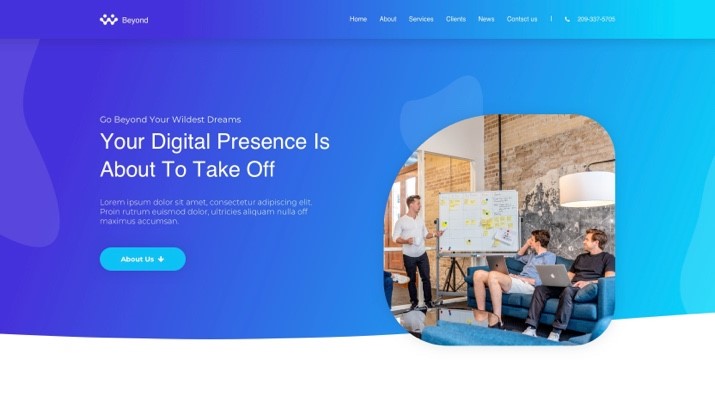 Beyond
Home About Services Clients News Contact us | 209-337-5705
Go Beyond Your Wildest Dreams
Your Digital Presence Is
About To Take Off
Lorem ipsum dolor sit amet, consectetur adipiscing elit.
Proin rutrum euismod dolor, ultricies aliquam nulla off
maximus accumsan.
About Us +